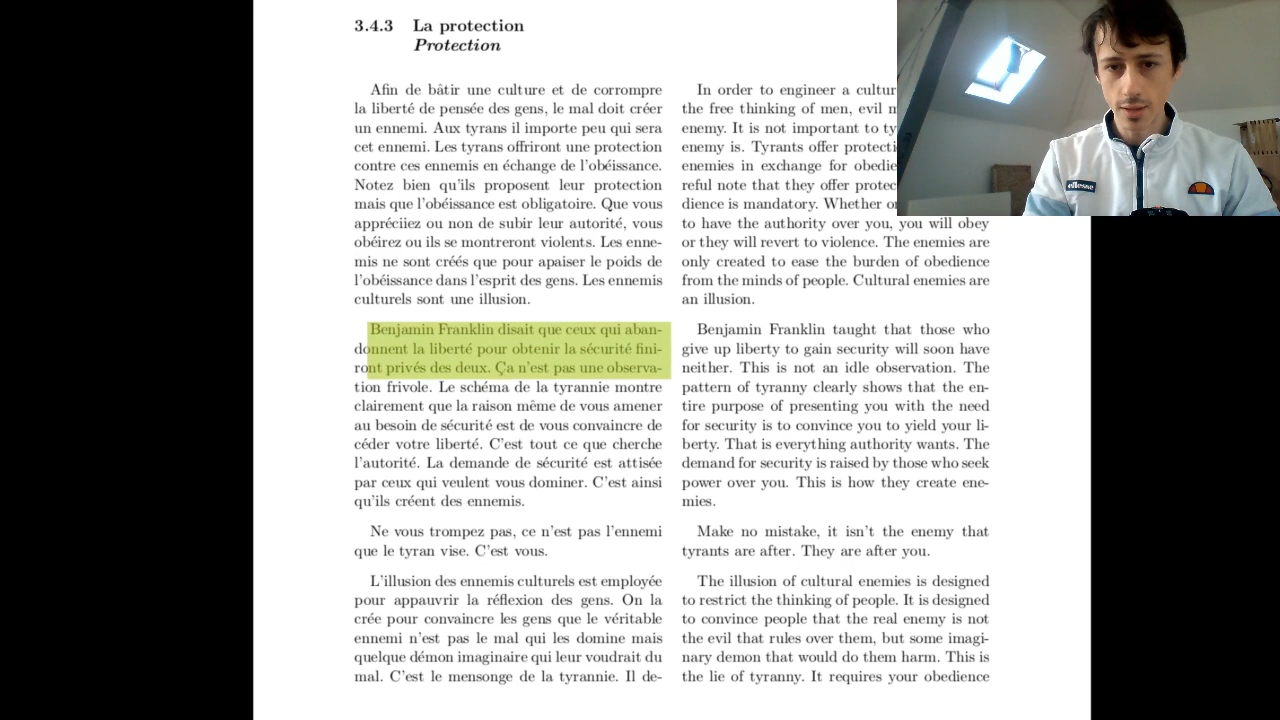 3.4.3 La protection
Protection
Afin de bâtir une culture et de corrompre
la liberté de pensée des gens, le mal doit créer
un ennemi. Aux tyrans il importe peu qui sera
cet ennemi. Les tyrans offriront une protection
contre ces ennemis en échange de l'obéissance.
Notez bien qu'ils proposent leur protection
mais que l'obéissance est obligatoire. Que vous
appréciiez ou non de subir leur autorité, vous
obéirez ou ils se montreront violents. Les enne-
mis ne sont créés que pour apaiser le poids de
l'obéissance dans l'esprit des gens. Les ennemis
culturels sont une illusion.
Benjamin Franklin disait que ceux qui aban-
donnent la liberté pour obtenir la sécurité fini-
ront privés des deux. Ça n'est pas une observa-
tion frivole. Le schéma de la tyrannie montre
clairement que la raison même de vous amener
au besoin de sécurité est de vous convaincre de
céder votre liberté. C'est tout ce que cherche
l'autorité. La demande de sécurité est attisée
par ceux qui veulent vous dominer. C'est ainsi
qu'ils créent des ennemis.
Ne vous trompez pas, ce n'est pas l'ennemi
que le tyran vise. C'est vous.
L'illusion des ennemis culturels est employée
pour appauvrir la réflexion des gens. On la
crée pour convaincre les gens que le véritable
ennemi n'est pas le mal qui les domine mais
quelque démon imaginaire qui leur voudrait du
mal. C'est le mensonge de la tyrannie. Il de-
In order to engineer a
the free thinking of men, evil
enemy. It is not important to
enemy is. Tyrants offer
enemies in exchange for
reful note that they offer
dience is mandatory. Whether
to have the authority over you, you will obey
or they will revert to violence. The enemies are
only created to ease the burden of obedience
from the minds of people. Cultural enemies are
an illusion.
Benjamin Franklin taught that those who
give up liberty to gain security will soon have
neither. This is not an idle observation. The
pattern of tyranny clearly shows that the en-
tire purpose of presenting you with the need
for security is to convince you to yield your li-
berty. That is everything authority wants. The
demand for security is raised by those who seek
power over you. This is how they create ene-
mies.
Make no mistake, it isn't the enemy that
tyrants are after. They are after you.
The illusion of cultural enemies is designed
to restrict the thinking of people. It is designed
to convince people that the real enemy is not
the evil that rules over them, but some imagi-
nary demon that would do them harm. This is
the lie of tyranny. It requires your obedience
ellesse